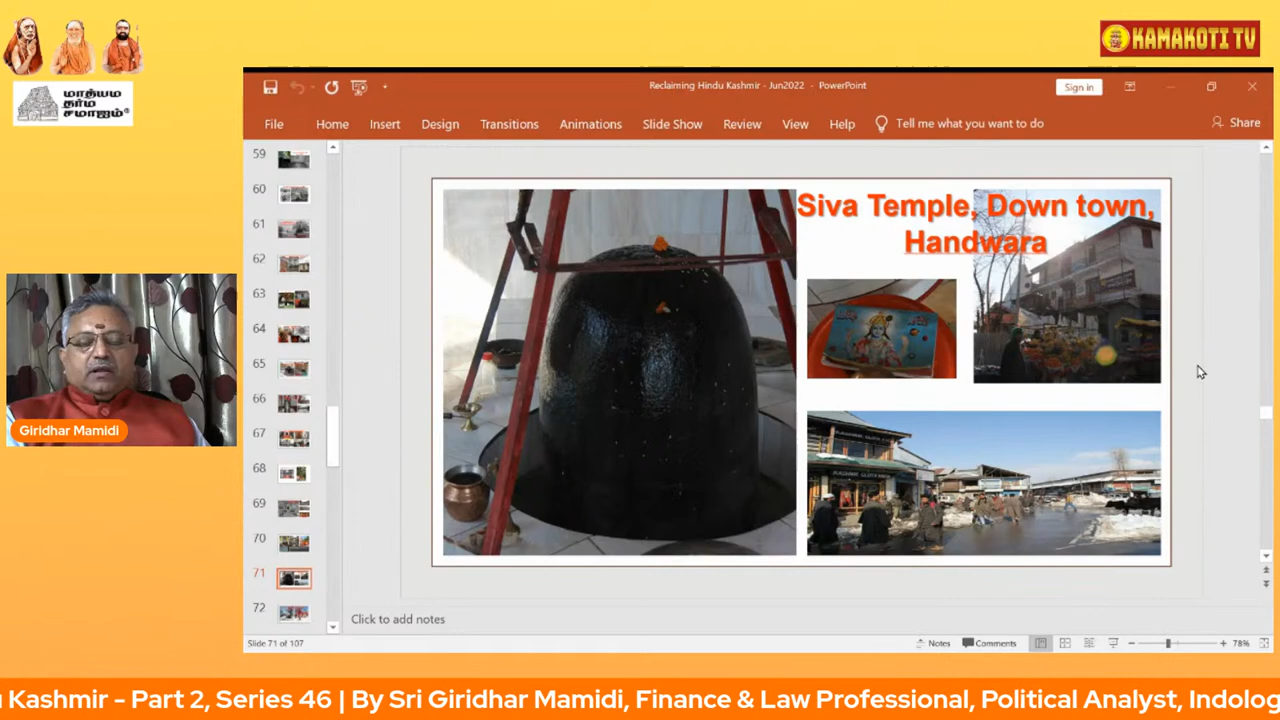 KAMAKOTI TV
மாத்யம
தர்ம
சமாஜம்®
Reclaiming Hindu Kashmir - Jun2022 - PowerPoint
Sign in
File Home Insert Design Transitions Animations Slide Show Review View Help Tell me what you want to do Share
59
60
61
62
63
64
65
66
67
68
69
70
71
72
Siva Temple, Down town,
Handwara
Giridhar Mamidi
Click to add notes
Slide 71 of 107
Notes Comments 78%
u Kashmir - Part 2, Series 46 | By Sri Giridhar Mamidi, Finance & Law Professional, Political Analyst, Indolog